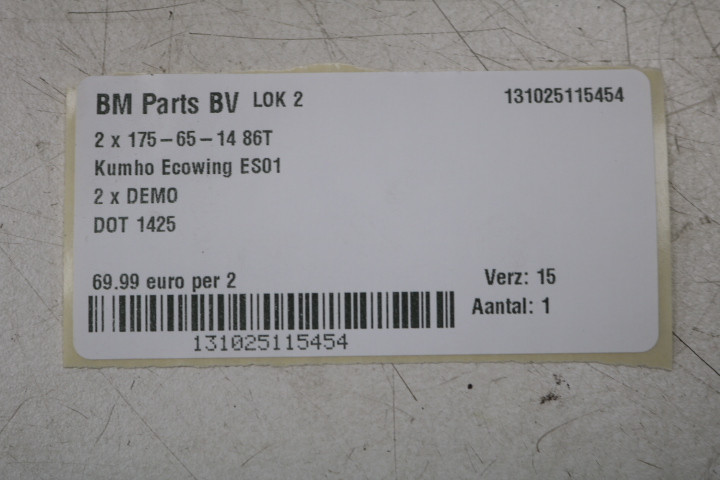 BM Parts BV LOK 2 131025115454
2 x 175-65-14 86T
Kumho Ecowing ES01
2 x DEMO
DOT 1425
69.99 euro per 2 Verz: 15
Aantal: 1
131025115454